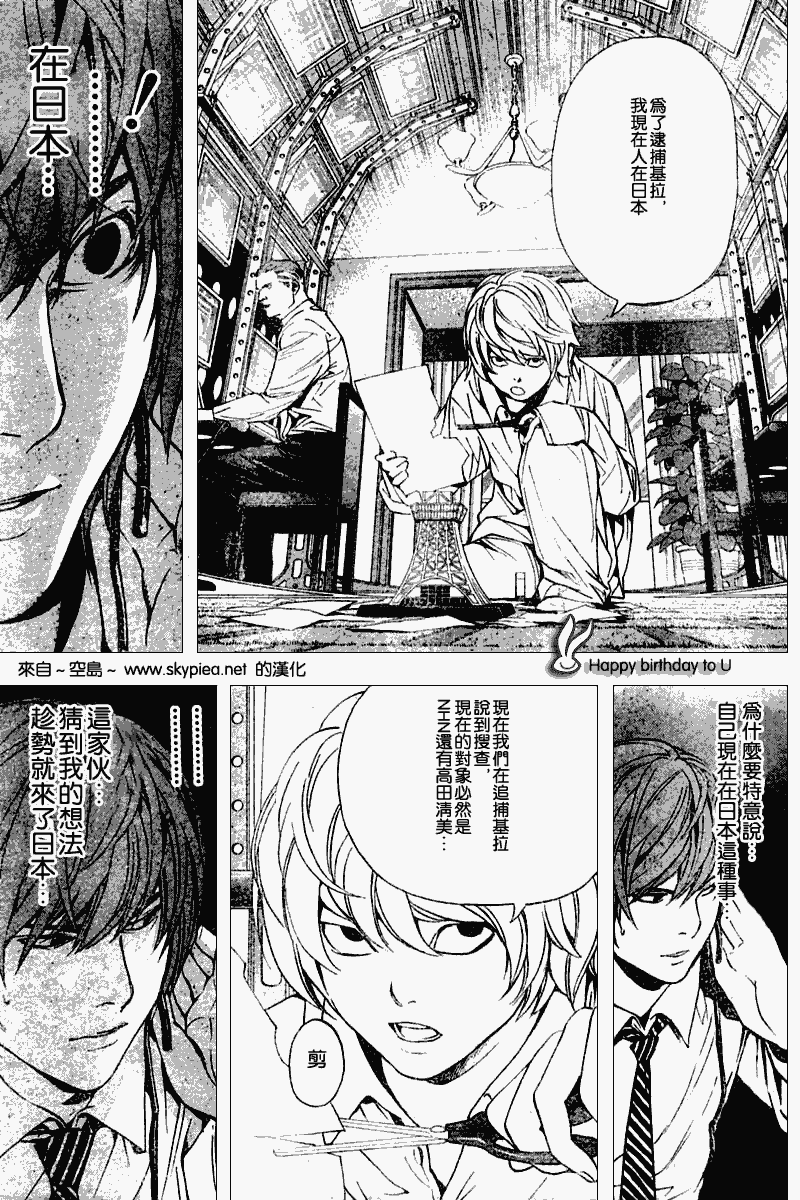 為了逮捕基拉,
我現在人在日本
………!
在日本…
來自~空島~ www.skypiea.net 的漢化
Happy birthday to U
為什麼要特意說…
自己現在在日本這種事…
現在我們在追捕基拉
說到搜查,
現在的對象必然是
NHN還有高田清美…
剪
………
………
這家伙…
猜到我的想法
趁勢就來了日本…